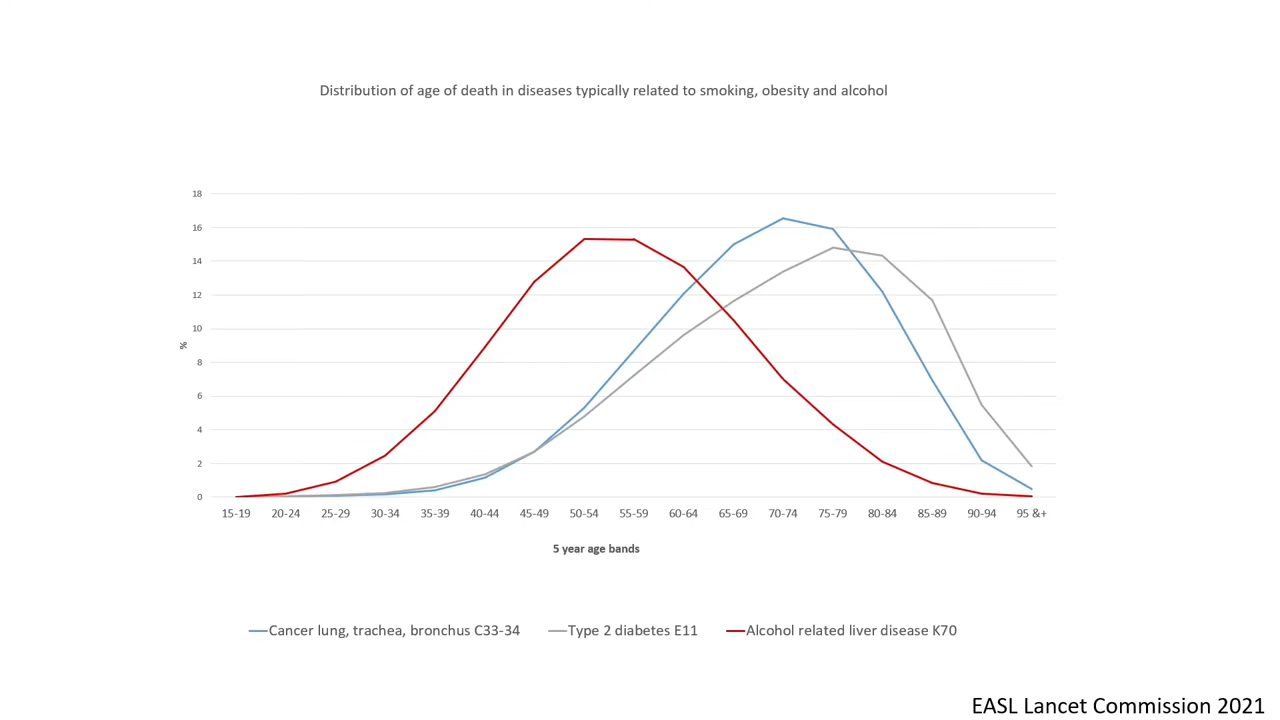 Distribution of age of death in diseases typically related to smoking, obesity and alcohol
18
16
14
12
10
8
6
4
2
0
%
15-19 20-24 25-29 30-34 35-39 40-44 45-49 50-54 55-59 60-64 65-69 70-74 75-79 80-84 85-89 90-94 95 &+
5 year age bands
Cancer lung, trachea, bronchus C33-34 Type 2 diabetes E11 Alcohol related liver disease K70
EASL Lancet Commission 2021